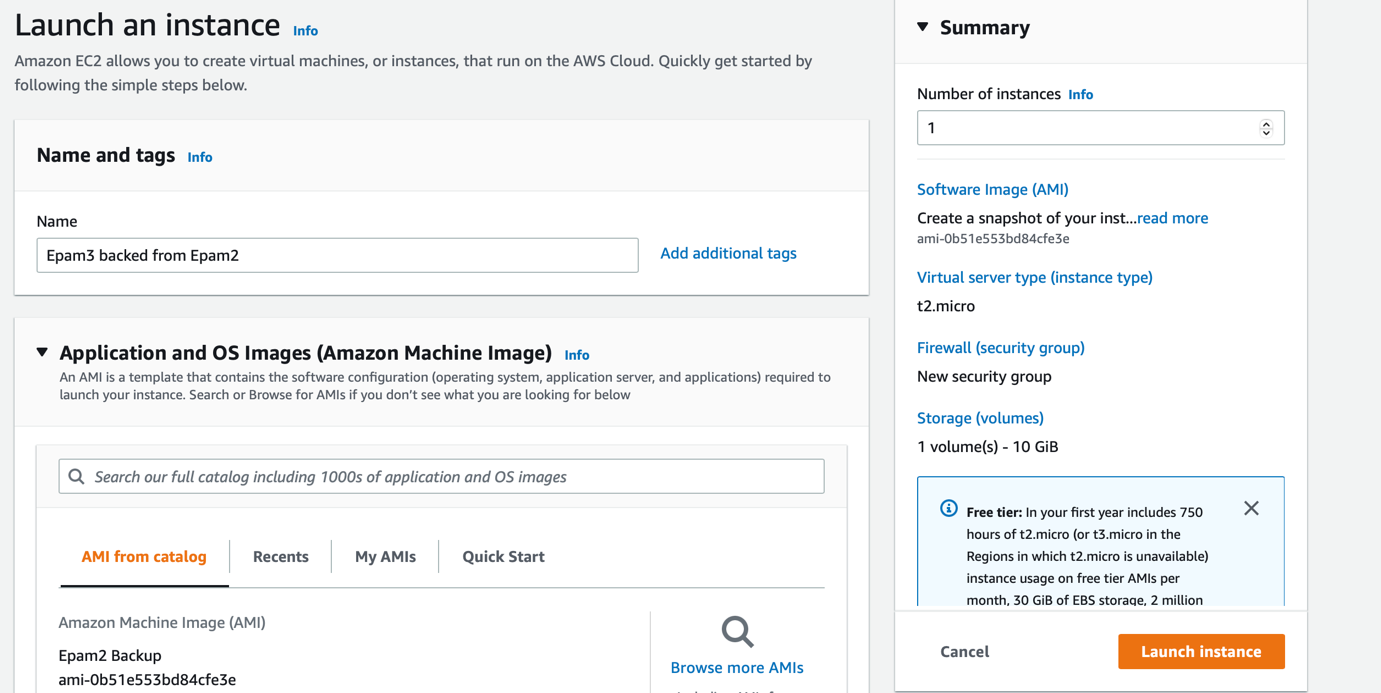 Launch an instance Info
Amazon EC2 allows you to create virtual machines, or instances, that run on the AWS Cloud. Quickly get started by
following the simple steps below.
Name and tags Info
Name
Epam3 backed from Epam2
Add additional tags
Application and OS Images (Amazon Machine Image) Info
An AMI is a template that contains the software configuration (operating system, application server, and applications) required to
launch your instance. Search or Browse for AMIs if you don't see what you are looking for below
Search our full catalog including 1000s of application and OS images
AMI from catalog
Recents
My AMIs
Quick Start
Amazon Machine Image (AMI)
Epam2 Backup
ami-0b51e553bd84cfe3e
Browse more AMIs
Summary
Number of instances Info
1
Software Image (AMI)
Create a snapshot of your inst...read more
ami-0b51e553bd84cfe3e
Virtual server type (instance type)
t2.micro
Firewall (security group)
New security group
Storage (volumes)
1 volume(s) - 10 GiB
Free tier: In your first year includes 750
hours of t2.micro (or t3.micro in the
Regions in which t2.micro is unavailable)
instance usage on free tier AMIs per
month, 30 GiB of EBS storage, 2 million
Cancel
Launch instance